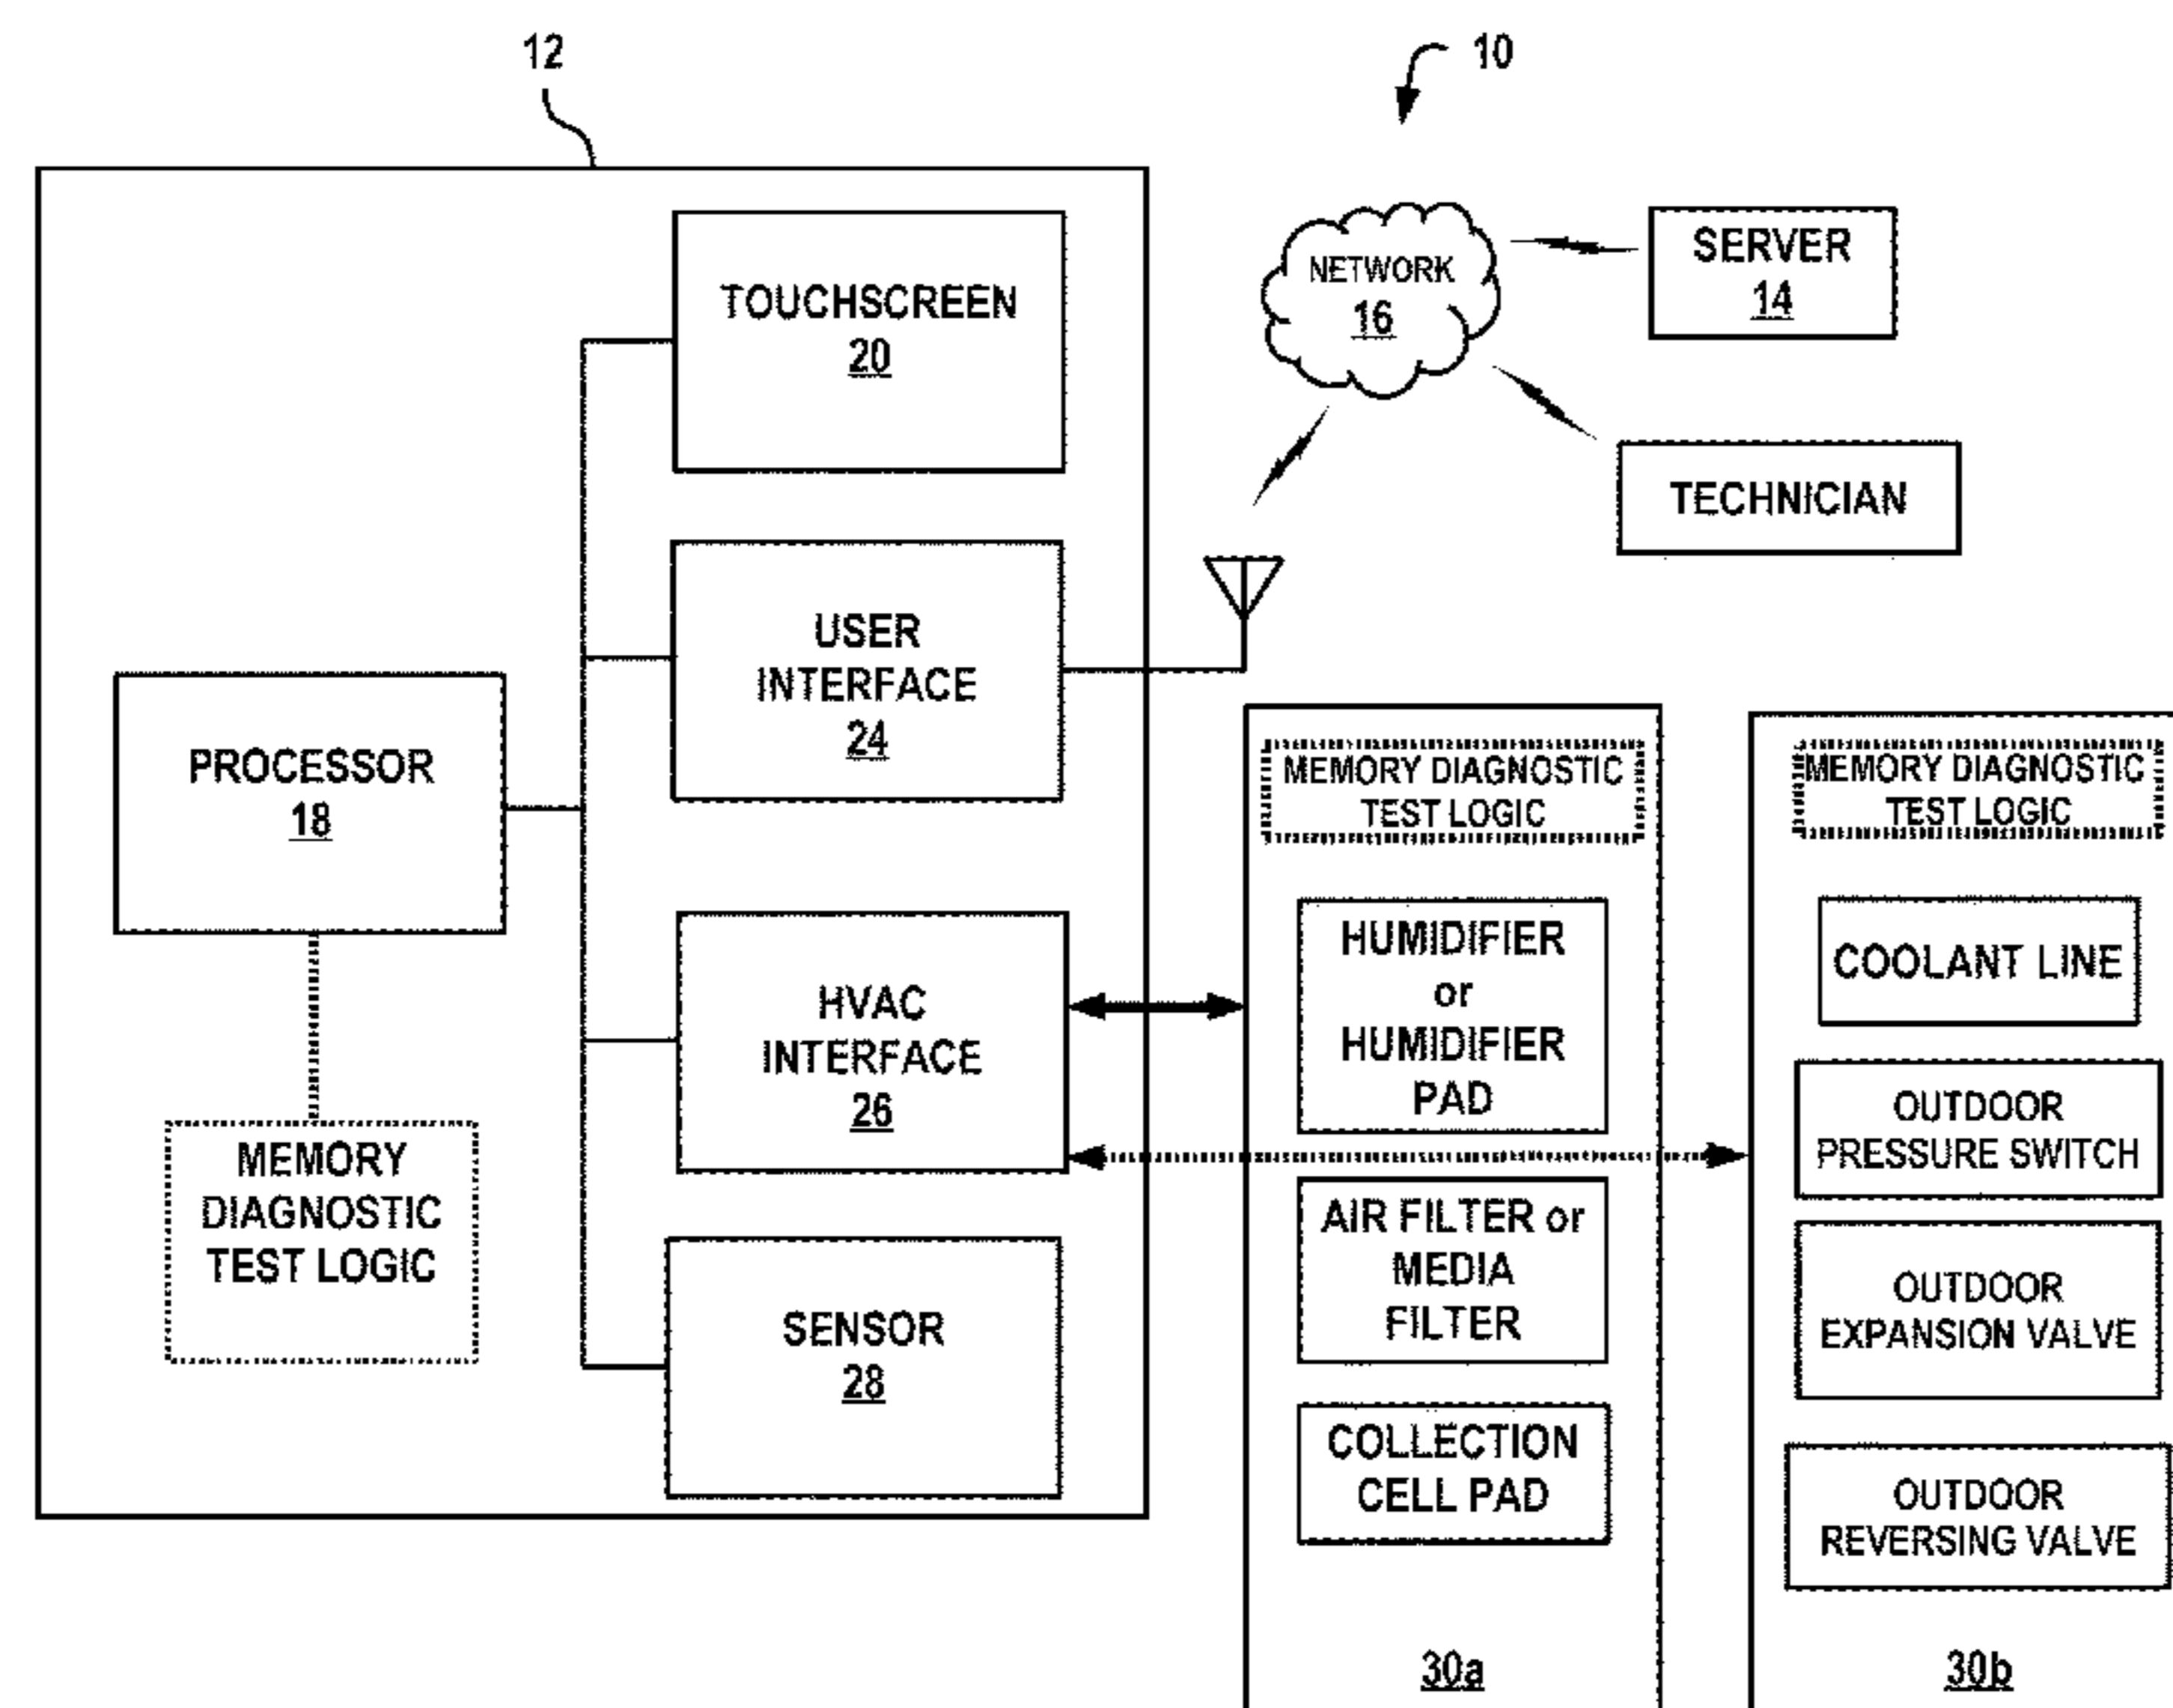 12
10
TOUCHSCREEN
20
NETWORK
16
SERVER
14
TECHNICIAN
USER
INTERFACE
24
PROCESSOR
18
MEMORY
DIAGNOSTIC
TEST LOGIC
HVAC
INTERFACE
26
SENSOR
28
MEMORY DIAGNOSTIC
TEST LOGIC
HUMIDIFIER
or
HUMIDIFIER
PAD
AIR FILTER or
MEDIA
FILTER
COLLECTION
CELL PAD
30a
MEMORY DIAGNOSTIC
TEST LOGIC
COOLANT LINE
OUTDOOR
PRESSURE SWITCH
OUTDOOR
EXPANSION VALVE
OUTDOOR
REVERSING VALVE
30b